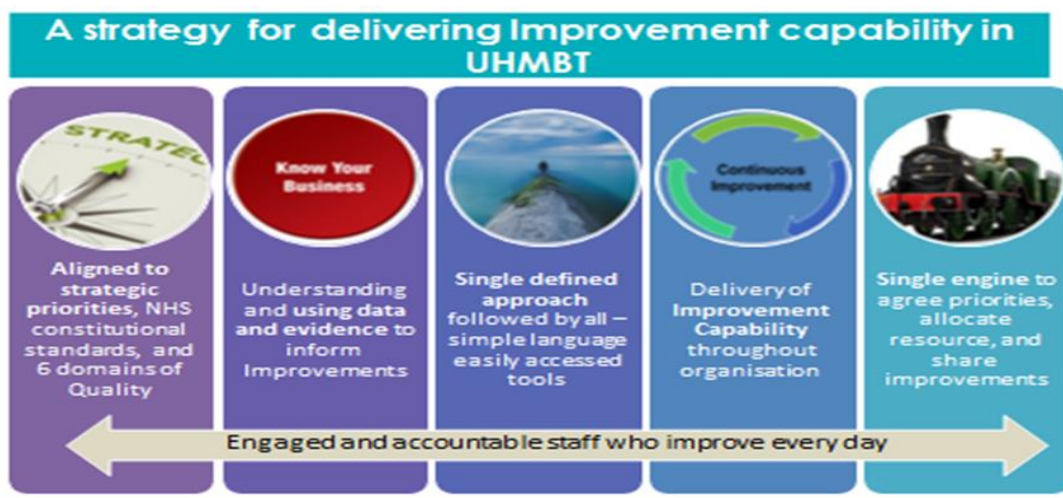 A strategy for delivering Improvement capability in
UHMBT
STRATEG
Aligned to
strategic
priorities, NHS
constitutional
standards, and
6 domains of
Quality
Know Your
Business
Understanding
and using data
and evidence to
inform
Improvements
Single defined
approach
followed by all –
simple language
easily accessed
tools
Continuous
Improvement
Delivery of
Improvement
Capability
throughout
organisation
Single engine to
agree priorities,
allocate
resource, and
share
improvements
Engaged and accountable staff who improve every day